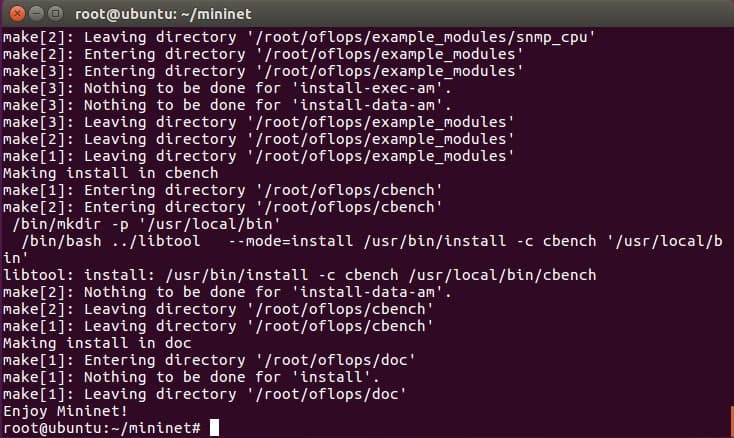 root@ubuntu: ~/mininet
make[2]: Leaving directory '/root/oflops/example_modules/snmp_cpu'
make[2]: Entering directory '/root/oflops/example_modules'
make[3]: Entering directory '/root/oflops/example_modules'
make[3]: Nothing to be done for 'install-exec-am'.
make[3]: Nothing to be done for 'install-data-am'.
make[3]: Leaving directory '/root/oflops/example_modules'
make[2]: Leaving directory '/root/oflops/example_modules'
make[1]: Leaving directory '/root/oflops/example_modules'
Making install in cbench
make[1]: Entering directory '/root/oflops/cbench'
make[2]: Entering directory '/root/oflops/cbench'
 /bin/mkdir -p '/usr/local/bin'
  /bin/bash ../libtool   --mode=install /usr/bin/install -c cbench '/usr/local/b
in'
libtool: install: /usr/bin/install -c cbench /usr/local/bin/cbench
make[2]: Nothing to be done for 'install-data-am'.
make[2]: Leaving directory '/root/oflops/cbench'
make[1]: Leaving directory '/root/oflops/cbench'
Making install in doc
make[1]: Entering directory '/root/oflops/doc'
make[1]: Nothing to be done for 'install'.
make[1]: Leaving directory '/root/oflops/doc'
Enjoy Mininet!
root@ubuntu:~/mininet#